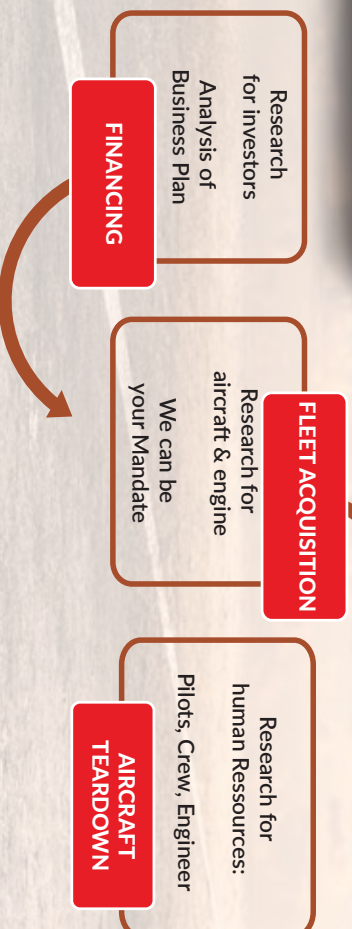 Research
for investors
Analysis of
Business Plan
FINANCING
FLEET ACQUISITION
Research for
aircraft & engine
We can be
your Mandate
Research for
human Ressources:
Pilots, Crew, Engineer
AIRCRAFT
TEARDOWN